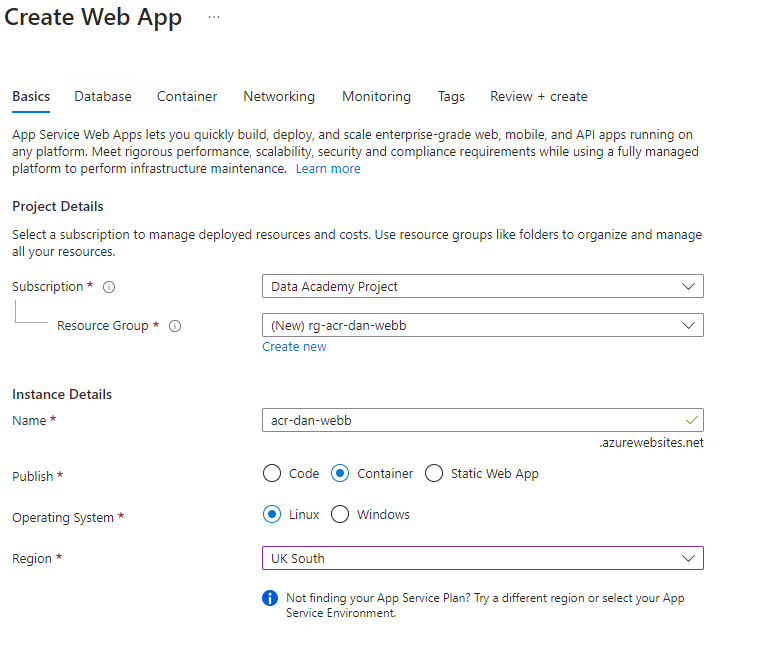 Create Web App ...
Basics Database Container Networking Monitoring Tags Review + create
App Service Web Apps lets you quickly build, deploy, and scale enterprise-grade web, mobile, and API apps running on
any platform. Meet rigorous performance, scalability, security and compliance requirements while using a fully managed
platform to perform infrastructure maintenance. Learn more
Project Details
Select a subscription to manage deployed resources and costs. Use resource groups like folders to organize and manage
all your resources.
Subscription * Data Academy Project
Resource Group * (New) rg-acr-dan-webb
Create new
Instance Details
Name * acr-dan-webb
.azurewebsites.net
Publish * Code Container Static Web App
Operating System * Linux Windows
Region * UK South
Not finding your App Service Plan? Try a different region or select your App
Service Environment.